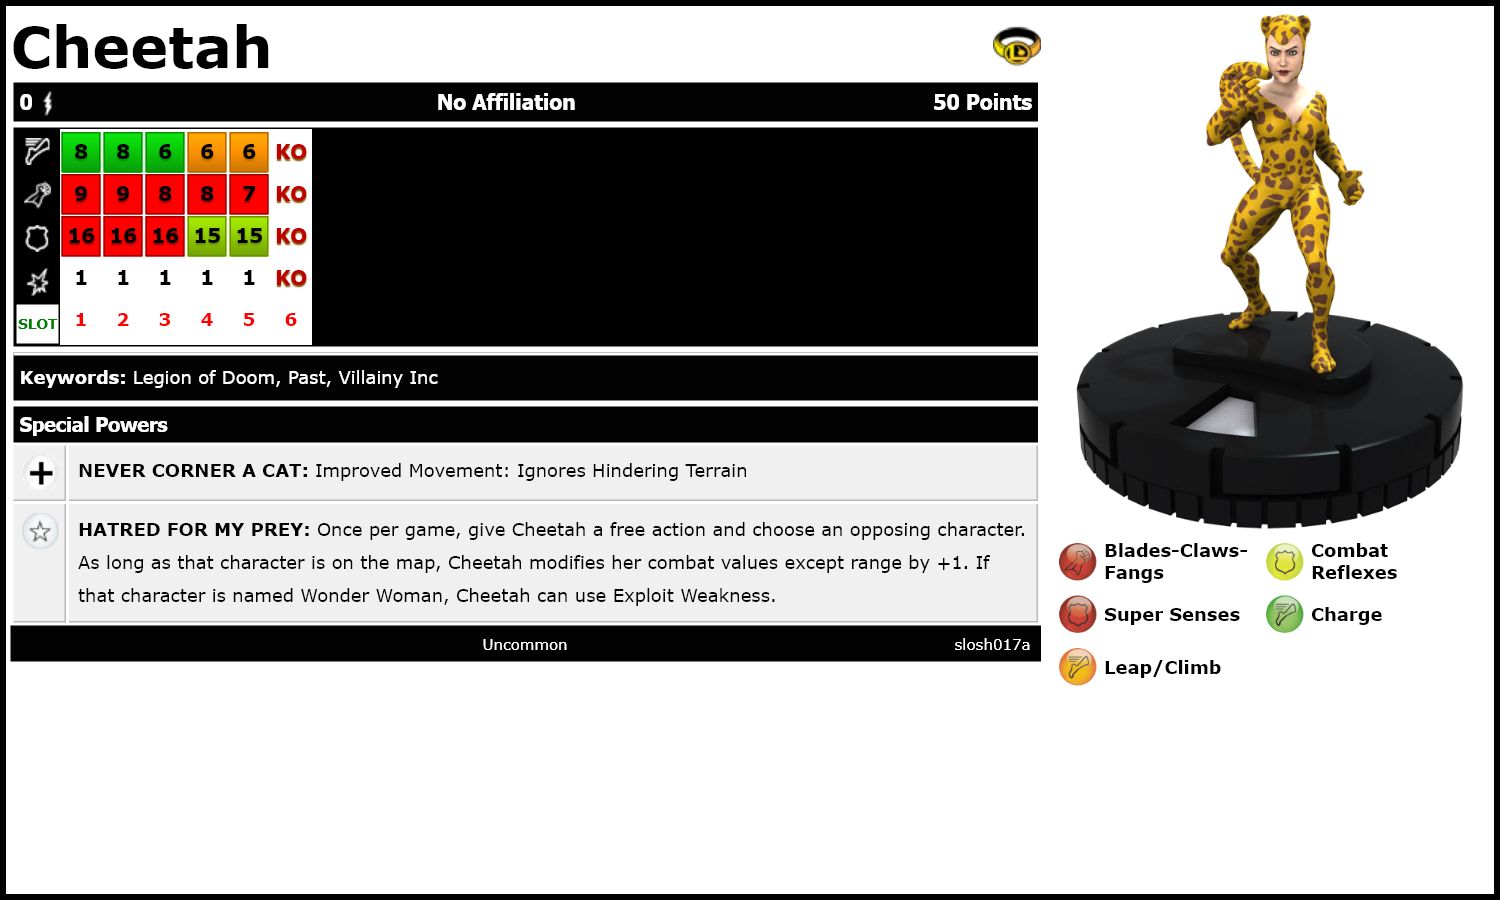 Cheetah
0 No Affiliation 50 Points
8 8 6 6 6 KO
9 9 8 8 7 KO
16 16 16 15 15 KO
1 1 1 1 1 KO
SLOT 1 2 3 4 5 6
Keywords: Legion of Doom, Past, Villainy Inc
Special Powers
NEVER CORNER A CAT: Improved Movement: Ignores Hindering Terrain
HATRED FOR MY PREY: Once per game, give Cheetah a free action and choose an opposing character.
As long as that character is on the map, Cheetah modifies her combat values except range by +1. If
that character is named Wonder Woman, Cheetah can use Exploit Weakness.
Uncommon slosh017a
Blades-Claws-
Fangs
Combat
Reflexes
Super Senses
Charge
Leap/Climb